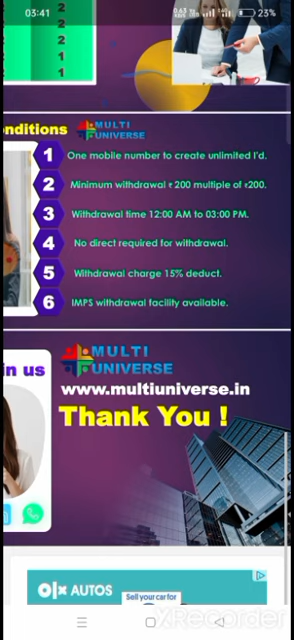 03:41
23%
2
2
2
1
1
onditions
MULTI
UNIVERSE
1 One mobile number to create unlimited I'd.
2 Minimum withdrawal ₹ 200 multiple of ₹200.
3 Withdrawal time 12:00 AM to 03:00 PM.
4 No direct required for withdrawal.
5 Withdrawal charge 15% deduct.
6 IMPS withdrawal facility available.
in us
MULTI
UNIVERSE
www.multiuniverse.in
Thank You !
olx AUTOS
Sell your car for
XRecorder